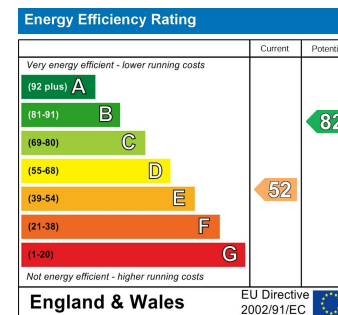 Energy Efficiency Rating
Current Potenti
Very energy efficient - lower running costs
(92 plus) A
(81-91) B
82
(69-80) C
(55-68) D
(39-54) E
52
(21-38) F
(1-20) G
Not energy efficient - higher running costs
England & Wales
EU Directive
2002/91/EC